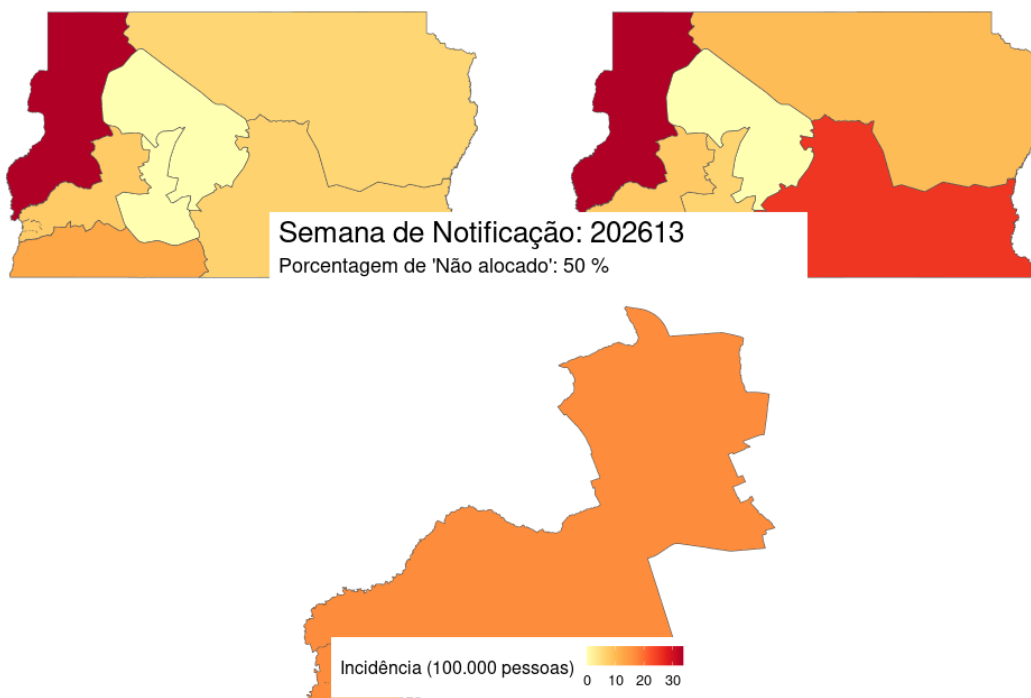 Semana de Notificação: 202613
Porcentagem de 'Não alocado': 50 %
Incidência (100.000 pessoas)
0 10 20 30